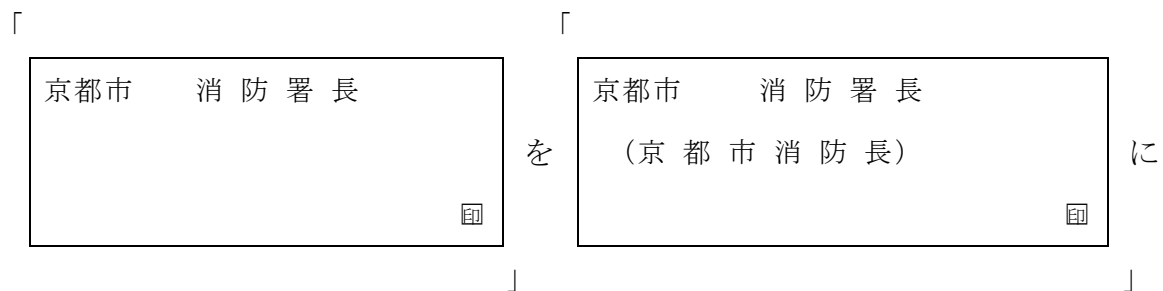 「
京都市　　消 防 署 長
㊞
」
を
「
京都市　　　消 防 署 長
（京 都 市 消 防 長）
㊞
」
に